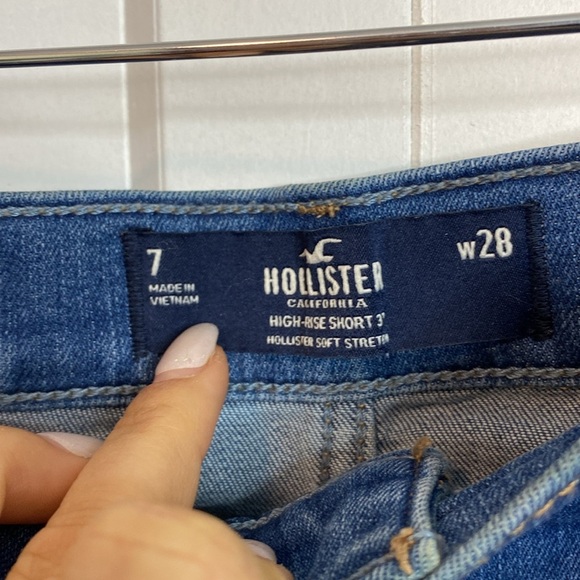 7
MADE IN
VIETNAM
HOLLISTER
CALIFORNIA
HIGH-RISE SHORT 3"
HOLLISTER SOFT STRETCH
W28